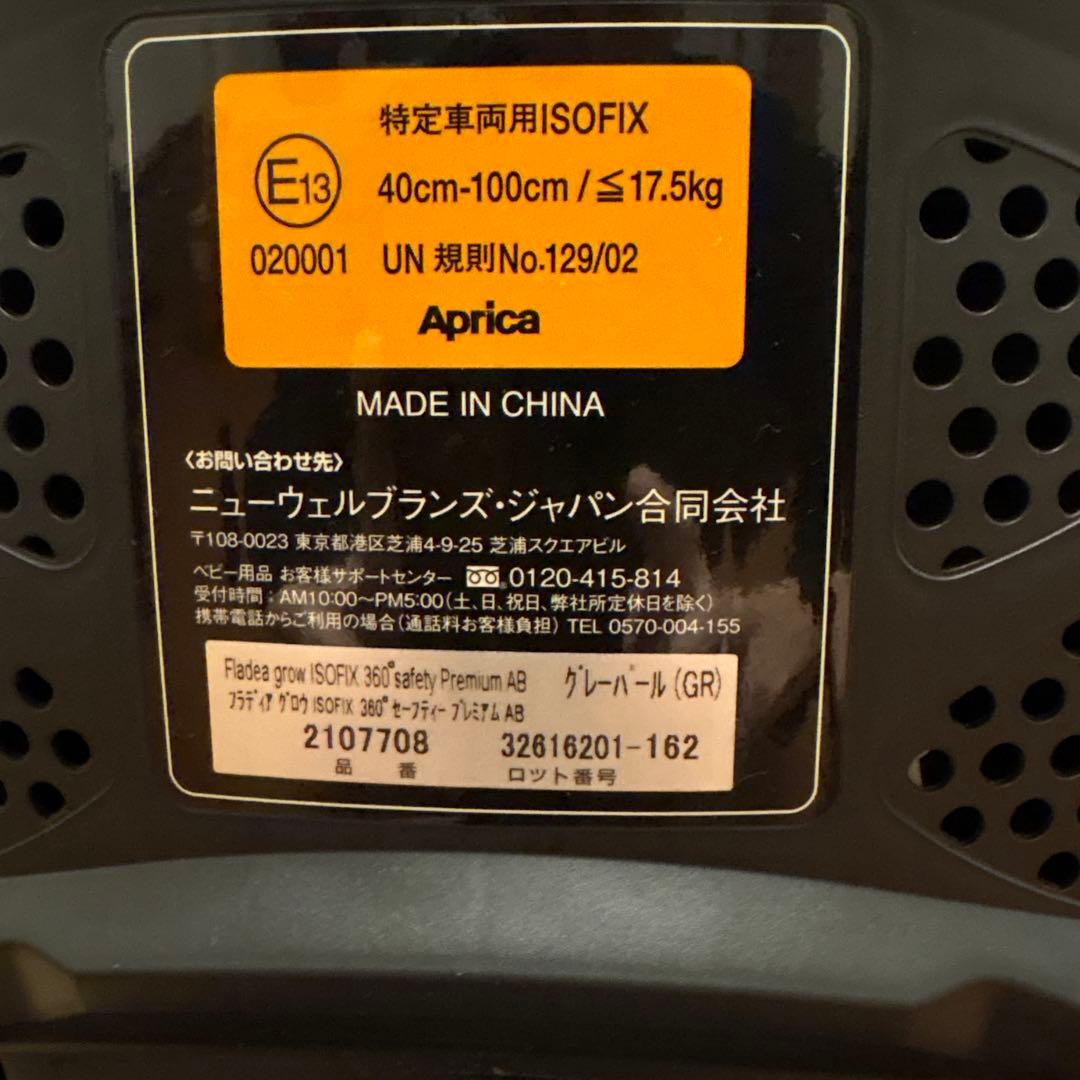 特定車両用ISOFIX
E13
40cm-100cm/≦17.5kg
020001 UN 規則No.129/02
Aprica
MADE IN CHINA
〈お問い合わせ先〉
ニューウェルブランズ・ジャパン合同会社
〒108-0023 東京都港区芝浦4-9-25 芝浦スクエアビル
ベビー用品 お客様サポートセンター 0120-415-814
受付時間:AM10:00〜PM5:00(土、日、祝日、弊社所定休日を除く)
携帯電話からご利用の場合(通話料お客様負担) TEL 0570-004-155
Fladea grow ISOFIX 360°safety Premium AB グレーパール(GR)
フラディア グロウ ISOFIX 360°セーフティー プレミアム AB
2107708 32616201-162
品番 ロット番号